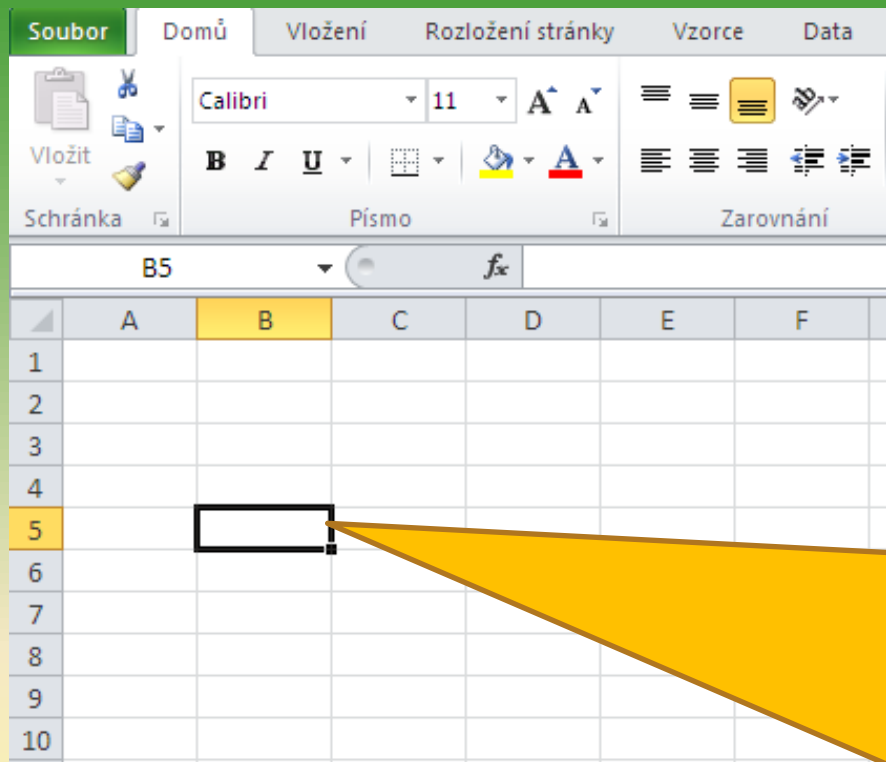 Soubor Domů Vložení Rozložení stránky Vzorce Data
Calibri 11 A A
Vložit B I U A
Schránka Písmo Zarovnání
B5 fx
A B C D E F
1
2
3
4
5
6
7
8
9
10